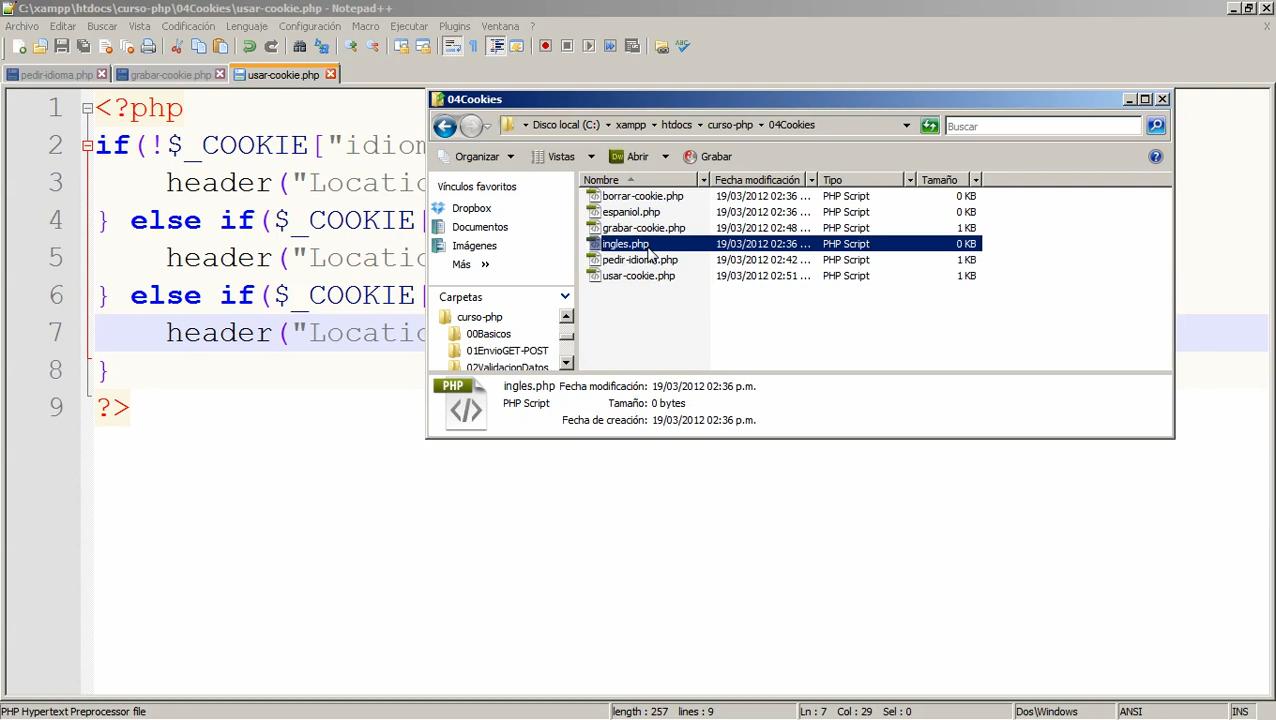 C:\xampp\htdocs\curso-php\04Cookies\usar-cookie.php - Notepad++
Archivo Editar Buscar Vista Codificación Lenguaje Configuración Macro Ejecutar Plugins Ventana ?
pedir-idioma.php grabar-cookie.php usar-cookie.php
1 <?php
2 if(!$_COOKIE["idion
3 header("Locatio
4 } else if($_COOKIE[
5 header("Locatio
6 } else if($_COOKIE[
7 header("Locatio
8 }
9 ?>
04Cookies
Disco local (C:) xampp htdocs curso-php 04Cookies Buscar
Organizar Vistas Abrir Grabar
Vínculos favoritos
Dropbox
Documentos
Imágenes
Más »
Carpetas
curso-php
00Basicos
01EnvioGET-POST
02ValidacionDatos
Nombre Fecha modificación Tipo Tamaño
borrar-cookie.php 19/03/2012 02:36 ... PHP Script 0 KB
espaniol.php 19/03/2012 02:36 ... PHP Script 0 KB
grabar-cookie.php 19/03/2012 02:48 ... PHP Script 1 KB
ingles.php 19/03/2012 02:36 ... PHP Script 0 KB
pedir-idioma.php 19/03/2012 02:42 ... PHP Script 1 KB
usar-cookie.php 19/03/2012 02:51 ... PHP Script 1 KB
PHP
ingles.php Fecha modificación: 19/03/2012 02:36 p.m.
PHP Script Tamaño: 0 bytes
Fecha de creación: 19/03/2012 02:36 p.m.
PHP Hypertext Preprocessor file length : 257 lines : 9 Ln : 7 Col : 29 Sel : 0 Dos\Windows ANSI INS